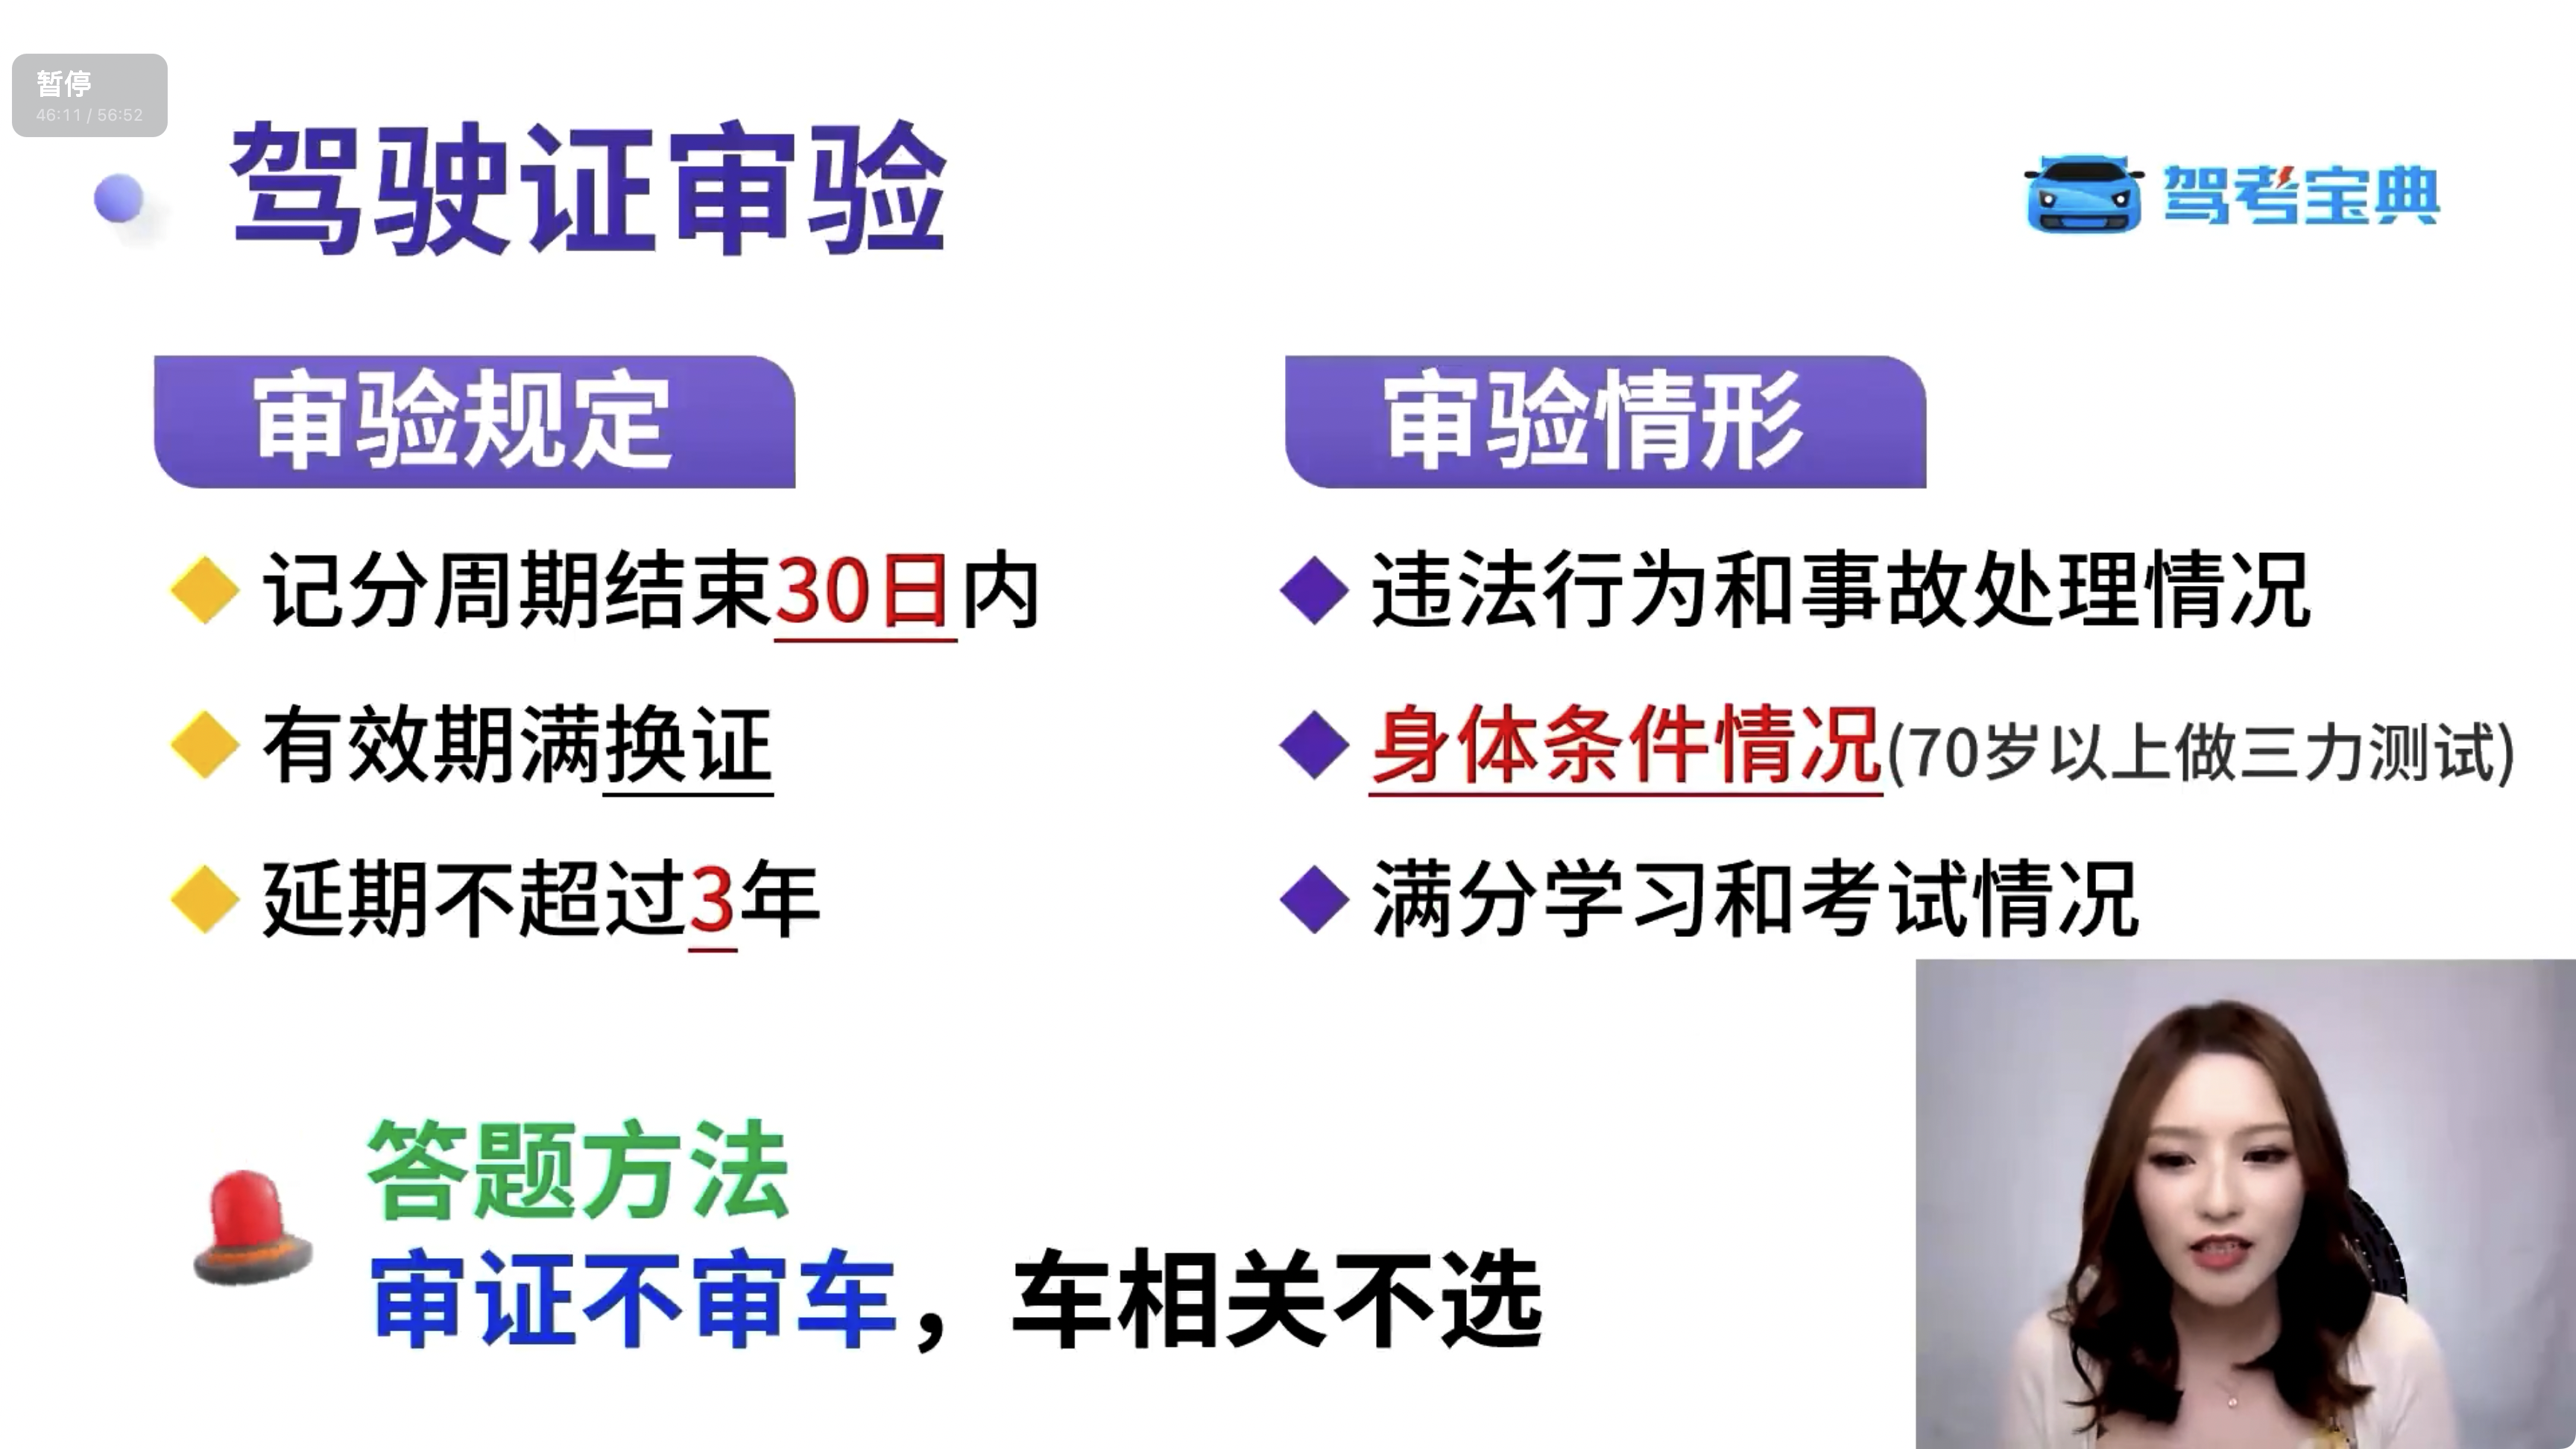 暂停
46:11 / 56:52
驾驶证审验
驾考宝典
审验规定
记分周期结束30日内
有效期满换证
延期不超过3年
审验情形
违法行为和事故处理情况
身体条件情况(70岁以上做三力测试)
满分学习和考试情况
答题方法
审证不审车，车相关不选